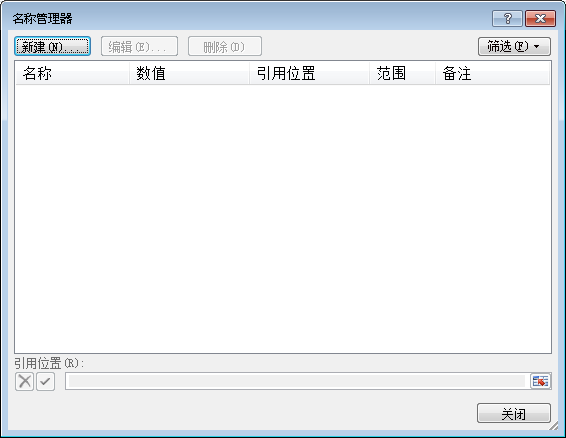 名称管理器
新建(N)... 编辑(E)... 删除(D) 筛选(F)
名称 数值 引用位置 范围 备注
引用位置(R):
关闭